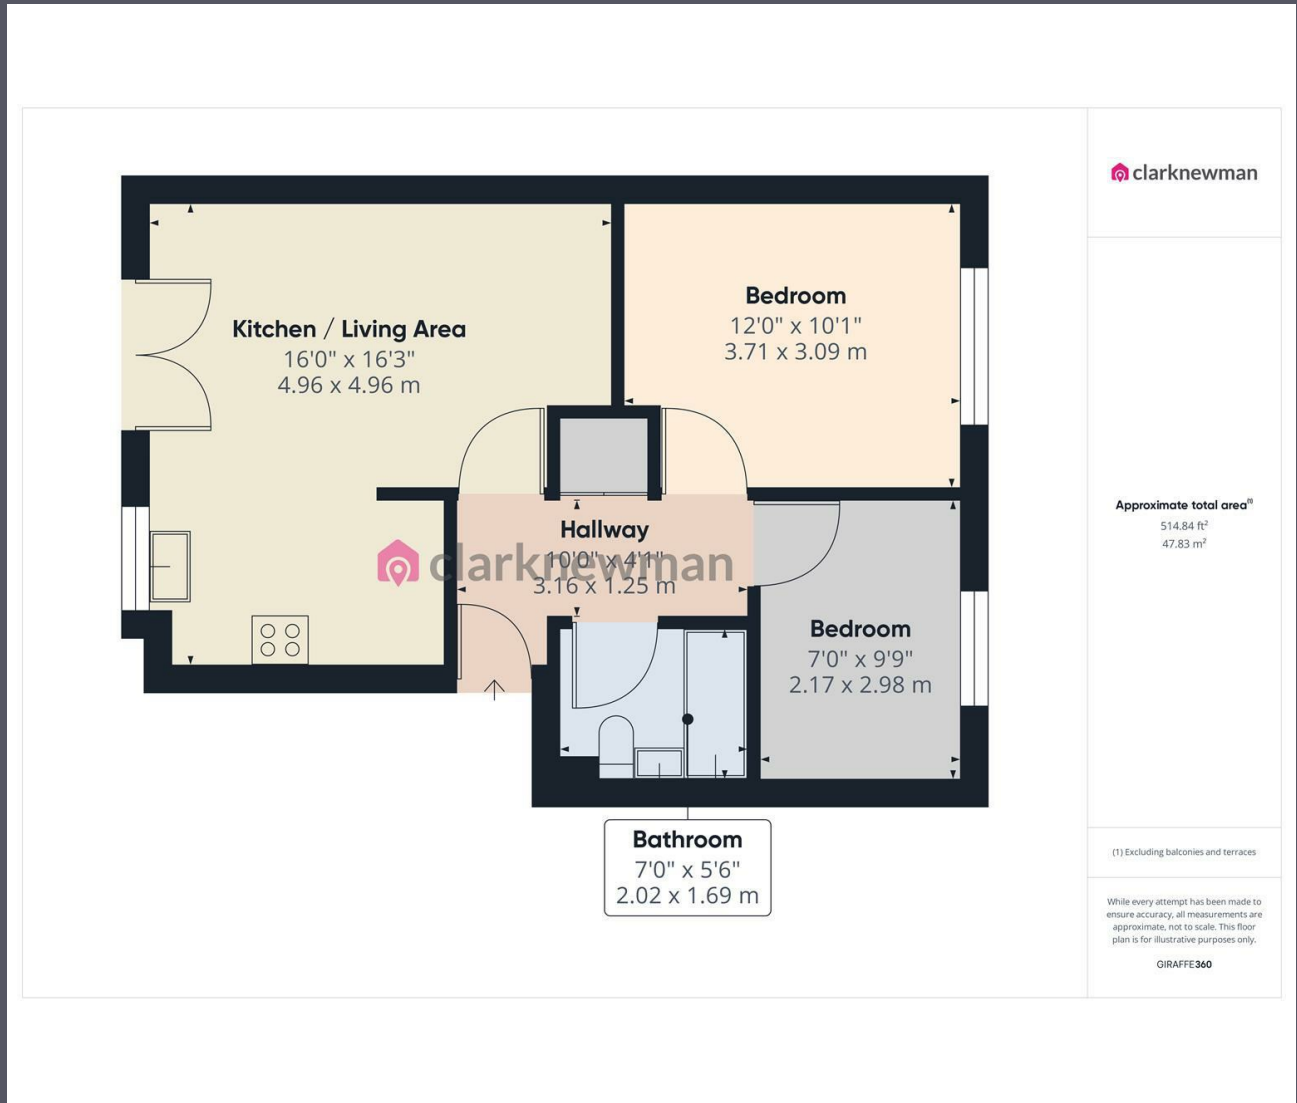 clarknewman
Kitchen / Living Area
16'0" x 16'3"
4.96 x 4.96 m
Bedroom
12'0" x 10'1"
3.71 x 3.09 m
Hallway
10'0" x 4'1"
3.16 x 1.25 m
clarknewman
Bedroom
7'0" x 9'9"
2.17 x 2.98 m
Bathroom
7'0" x 5'6"
2.02 x 1.69 m
Approximate total area⁽¹⁾
514.84 ft²
47.83 m²
(1) Excluding balconies and terraces
While every attempt has been made to
ensure accuracy, all measurements are
approximate, not to scale. This floor
plan is for illustrative purposes only.
GIRAFFE360